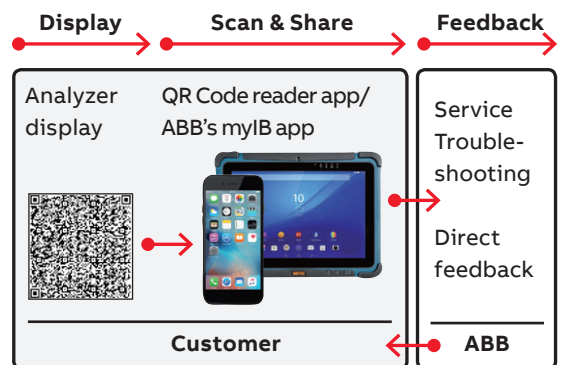 Display
Scan & Share
Feedback
Analyzer
display
QR Code reader app/
ABB's myIB app
10
Service
Trouble-
shooting
Direct
feedback
Customer
ABB